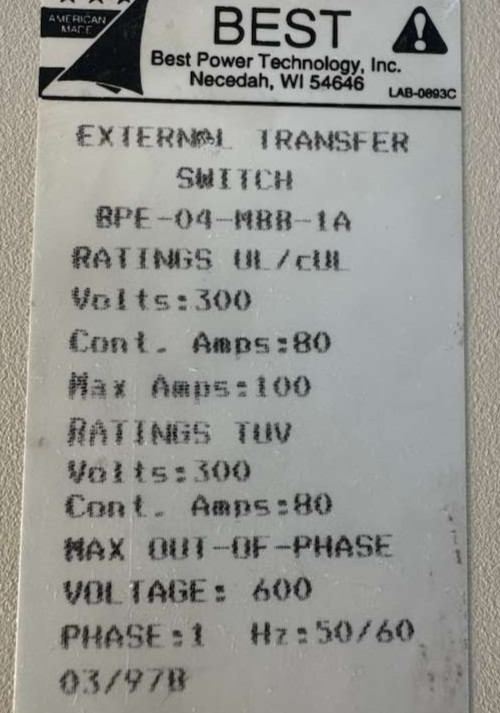 AMERICAN
MADE
BEST
Best Power Technology, Inc.
Necedah, WI 54646
LAB-0893C
EXTERNAL TRANSFER
SWITCH
BPE-04-MBB-1A
RATINGS UL/cUL
Volts:300
Cont. Amps:80
Max Amps:100
RATINGS TUV
Volts:300
Cont. Amps:80
MAX OUT-OF-PHASE
VOLTAGE: 600
PHASE:1 Hz:50/60
03/97B